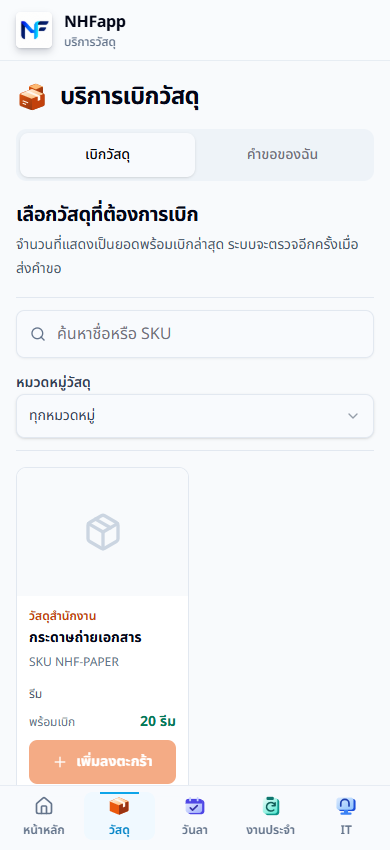 NHFapp
บริการวัสดุ
บริการเบิกวัสดุ
เบิกวัสดุ
คำขอของฉัน
เลือกวัสดุที่ต้องการเบิก
จำนวนที่แสดงเป็นยอดพร้อมเบิกล่าสุด ระบบจะตรวจอีกครั้งเมื่อ
ส่งคำขอ
ค้นหาชื่อหรือ SKU
หมวดหมู่วัสดุ
ทุกหมวดหมู่
วัสดุสำนักงาน
กระดาษถ่ายเอกสาร
SKU NHF-PAPER
รีม
พร้อมเบิก 20 รีม
เพิ่มลงตะกร้า
หน้าหลัก
วัสดุ
วันลา
งานประจำ
IT